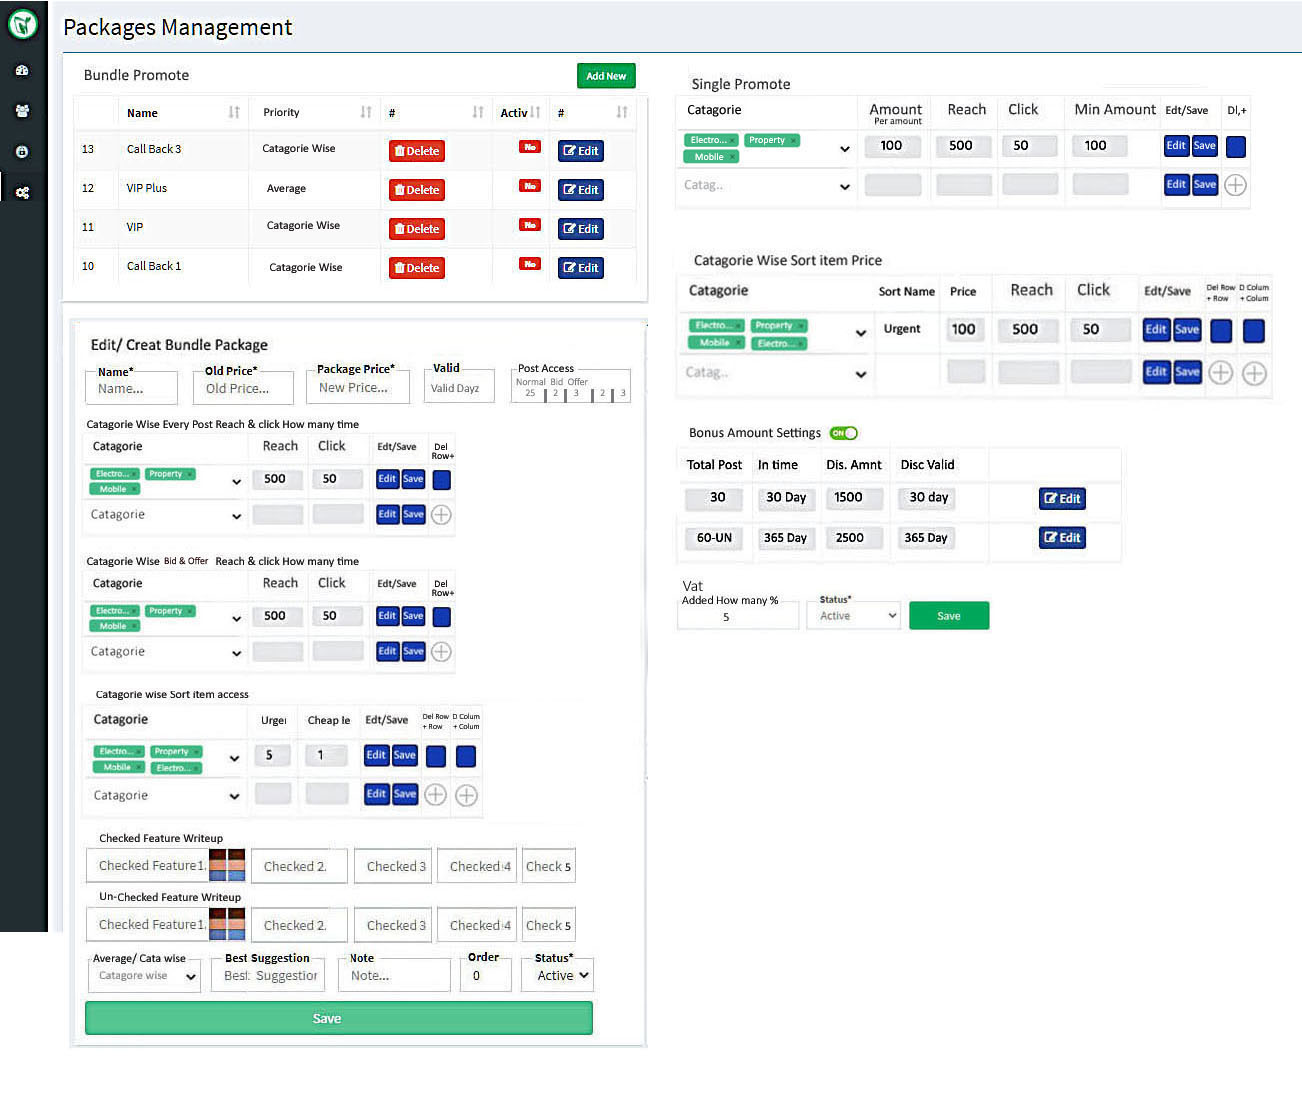 Packages Management
Bundle Promote
Add New
Name Priority # Activ #
13 Call Back 3 Catagorie Wise Delete No Edit
12 VIP Plus Average Delete No Edit
11 VIP Catagorie Wise Delete No Edit
10 Call Back 1 Catagorie Wise Delete No Edit
Edit/ Creat Bundle Package
Name* Old Price* Package Price* Valid Post Access
Name... Old Price... New Price... Valid Dayz Normal Bid Offer
25 2 3 2 3
Catagorie Wise Every Post Reach & click How many time
Catagorie Reach Click Edt/Save Del
Row+
Electro... × Property × 500 50 Edit Save
Mobile ×
Catagorie Edit Save
Catagorie Wise Bid & Offer Reach & click How many time
Catagorie Reach Click Edt/Save Del
Row+
Electro... × Property × 500 50 Edit Save
Mobile ×
Catagorie Edit Save
Catagorie wise Sort item access
Catagorie Urger Cheap le Edt/Save Del Row D Colum
+ Row + Colum
Electro... × Property × 5 1 Edit Save
Mobile × Electro... ×
Catagorie Edit Save
Checked Feature Writeup
Checked Feature1. Checked 2. Checked 3 Checked 4 Check 5
Un-Checked Feature Writeup
Checked Feature1. Checked 2. Checked 3 Checked 4 Check 5
Average/ Cata wise Best Suggestion Note Order Status*
Catagore wise Best Suggestion Note... 0 Active
Save
Single Promote
Catagorie Amount Reach Click Min Amount Edt/Save Dl,+
Per amount
Electro... × Property × 100 500 50 100 Edit Save
Mobile ×
Catag.. Edit Save
Catagorie Wise Sort item Price
Catagorie Sort Name Price Reach Click Edt/Save Del Row D Colum
+ Row + Colum
Electro... × Property × Urgent 100 500 50 Edit Save
Mobile × Electro... ×
Catag.. Edit Save
Bonus Amount Settings ON
Total Post In time Dis. Amnt Disc Valid
30 30 Day 1500 30 day Edit
60-UN 365 Day 2500 365 Day Edit
Vat
Added How many % Status*
5 Active Save